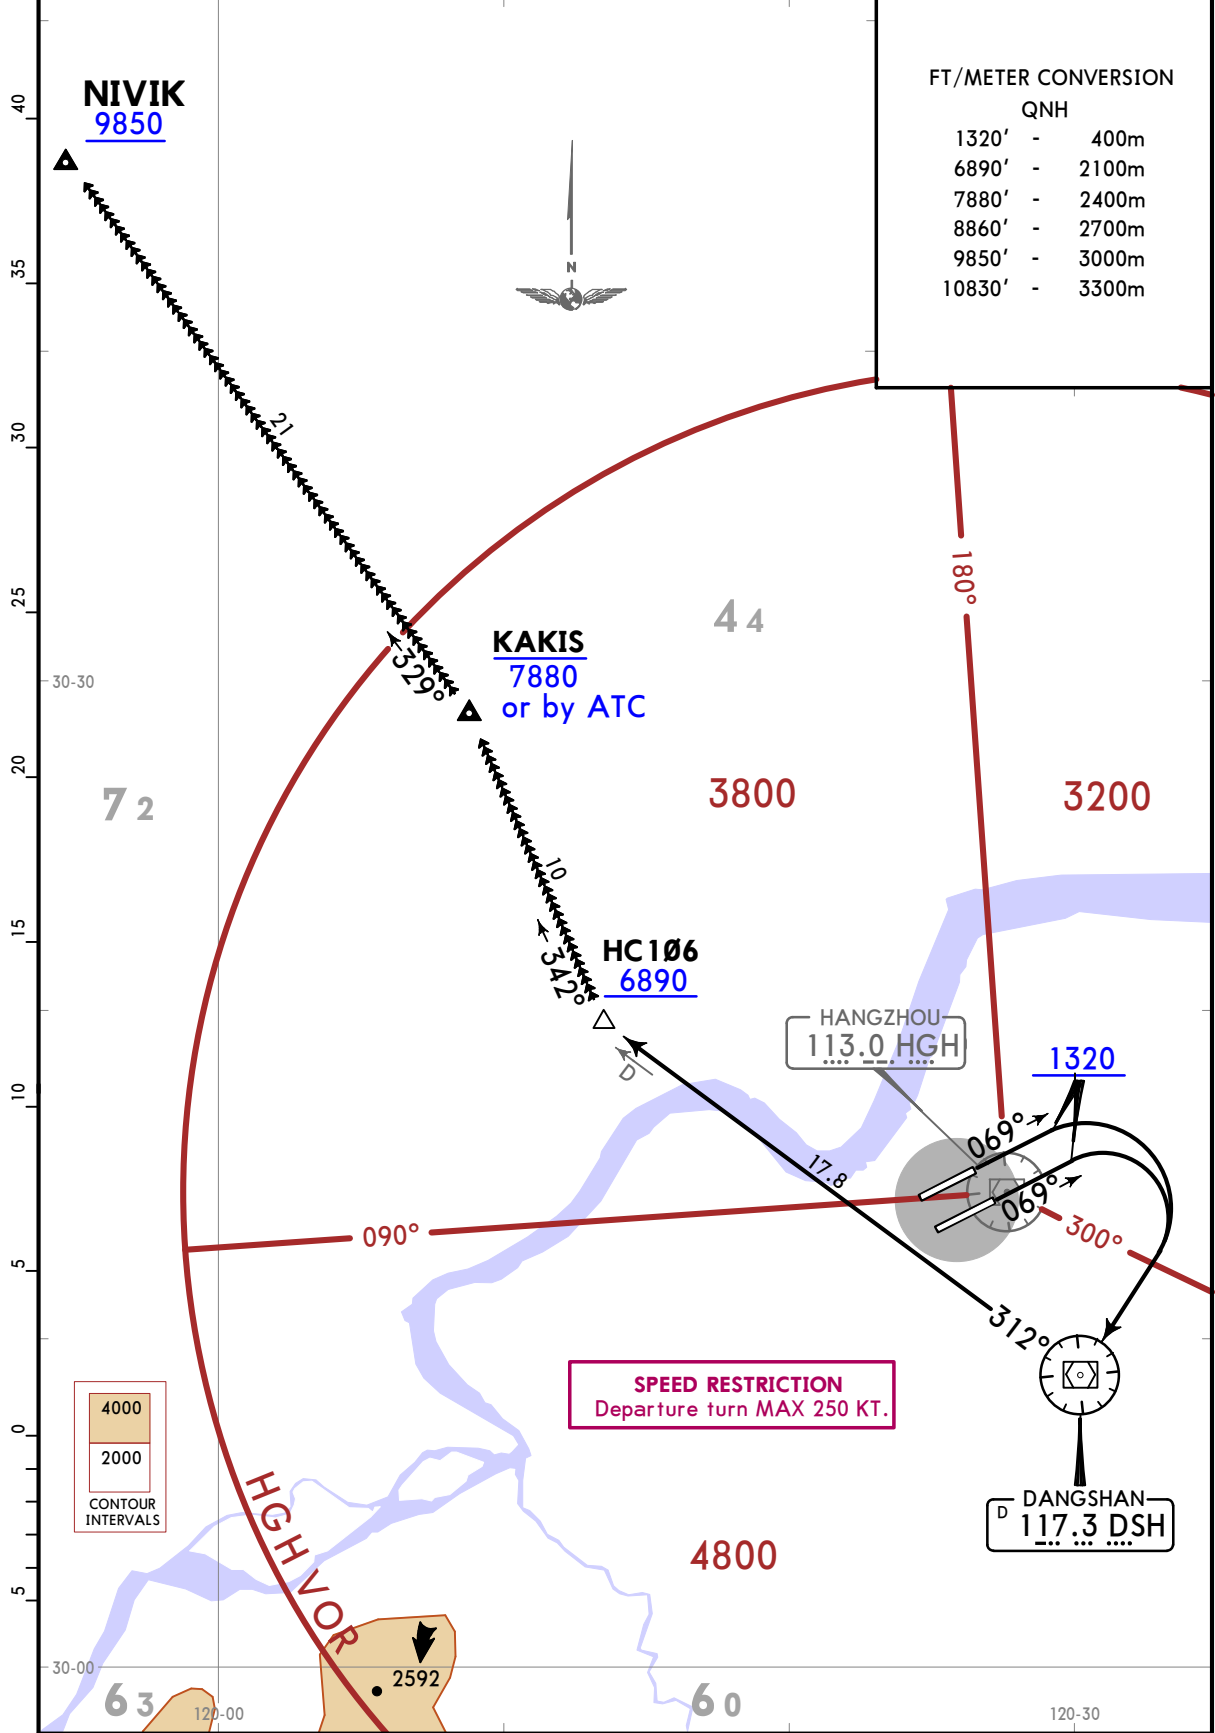 FT/METER CONVERSION
QNH
1320' - 400m
6890' - 2100m
7880' - 2400m
8860' - 2700m
9850' - 3000m
10830' - 3300m
NIVIK
9850
40
35
30
25
20
15
10
5
0
5
N
21
180°
44
KAKIS
7880
or by ATC
329°
30-30
72
3800
3200
10
342°
HC1Ø6
6890
D
HANGZHOU
113.0 HGH
1320
069°
069°
17.8
090°
300°
312°
SPEED RESTRICTION
Departure turn MAX 250 KT.
4000
2000
CONTOUR
INTERVALS
HGH VOR
DANGSHAN
D 117.3 DSH
4800
2592
30-00
63
120-00
60
120-30